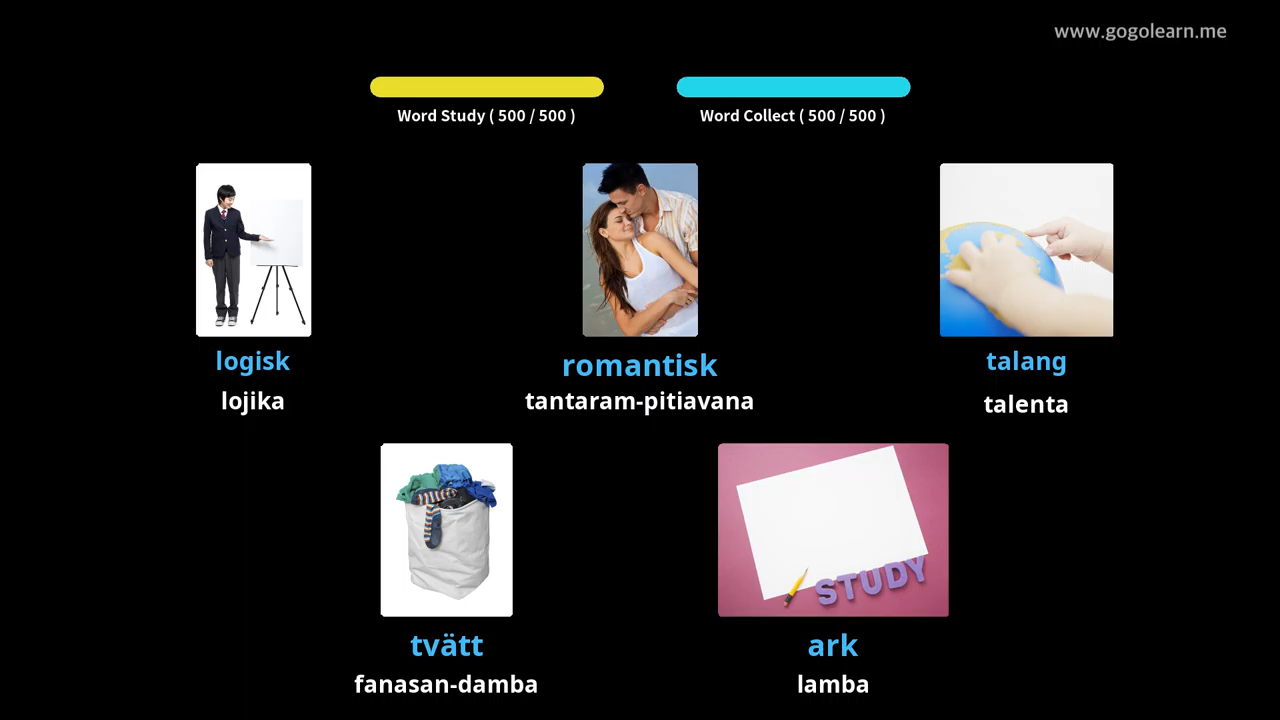 www.gogolearn.me
Word Study ( 500 / 500 )
Word Collect ( 500 / 500 )
logisk
romantisk
talang
lojika
tantaram-pitiavana
talenta
STUDY
tvätt
ark
fanasan-damba
lamba